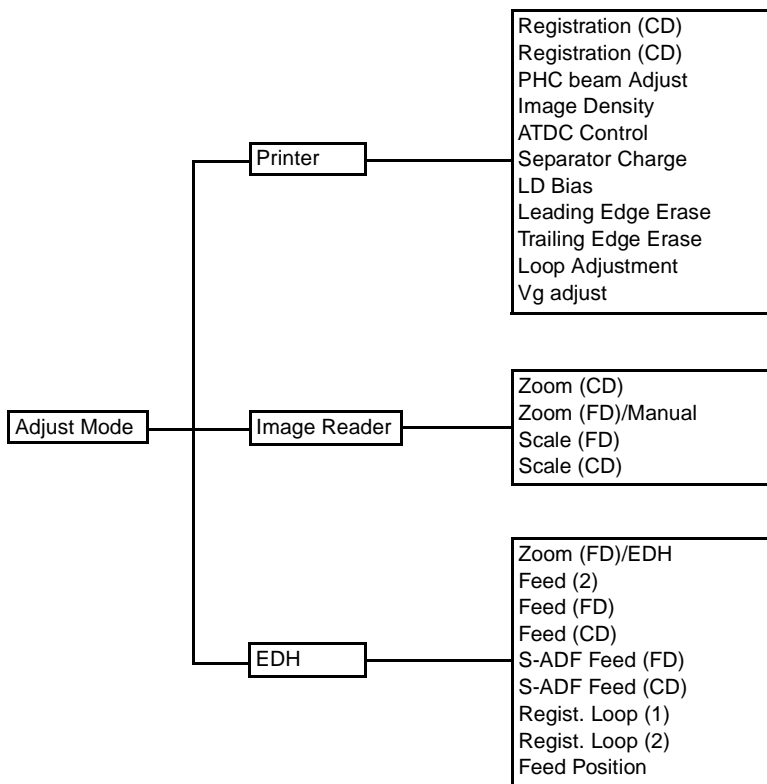 Registration (CD)
Registration (CD)
PHC beam Adjust
Image Density
ATDC Control
Printer
Separator Charge
LD Bias
Leading Edge Erase
Trailing Edge Erase
Loop Adjustment
Vg adjust
Zoom (CD)
Zoom (FD)/Manual
Adjust Mode
Image Reader
Scale (FD)
Scale (CD)
Zoom (FD)/EDH
Feed (2)
Feed (FD)
Feed (CD)
EDH
S-ADF Feed (FD)
S-ADF Feed (CD)
Regist. Loop (1)
Regist. Loop (2)
Feed Position